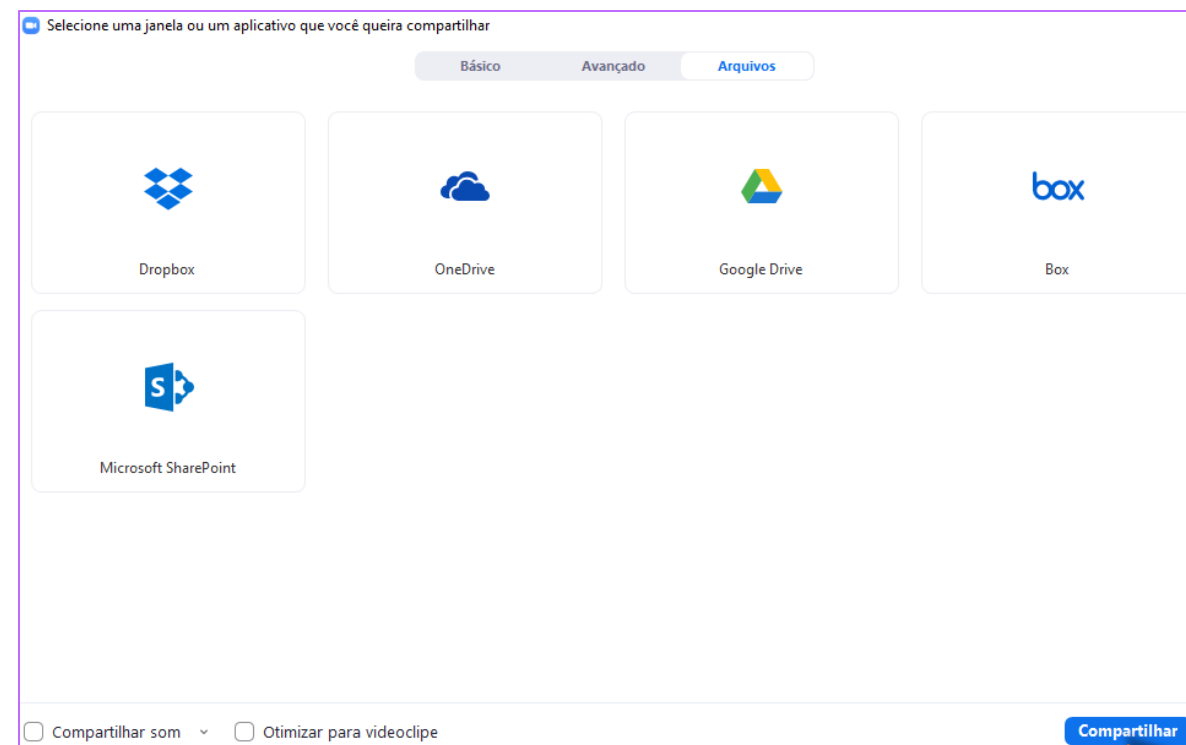 Selecione uma janela ou um aplicativo que você queira compartilhar
Básico Avançado Arquivos
box
Dropbox OneDrive Google Drive Box
S
Microsoft SharePoint
Compartilhar som Otimizar para videoclipe Compartilhar